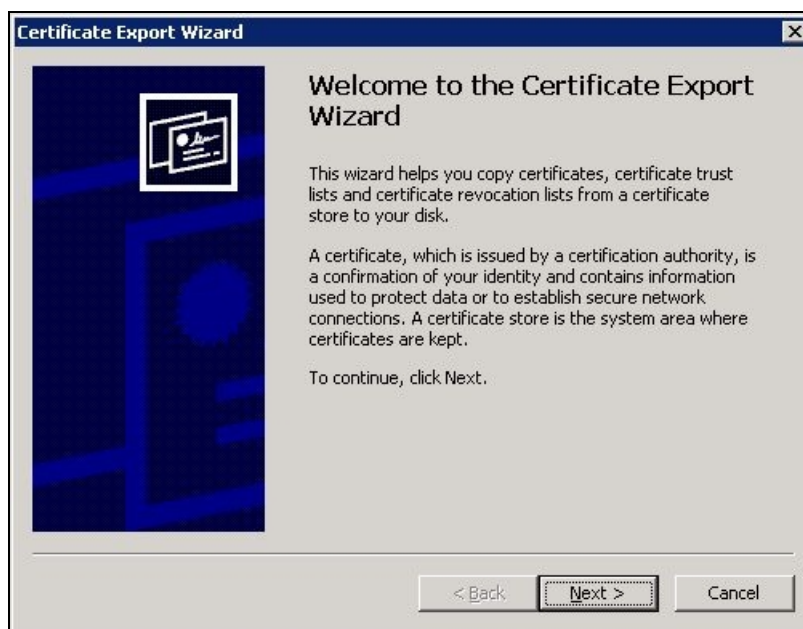 Certificate Export Wizard
Welcome to the Certificate Export
Wizard
This wizard helps you copy certificates, certificate trust
lists and certificate revocation lists from a certificate
store to your disk.
A certificate, which is issued by a certification authority, is
a confirmation of your identity and contains information
used to protect data or to establish secure network
connections. A certificate store is the system area where
certificates are kept.
To continue, click Next.
< Back
Next >
Cancel